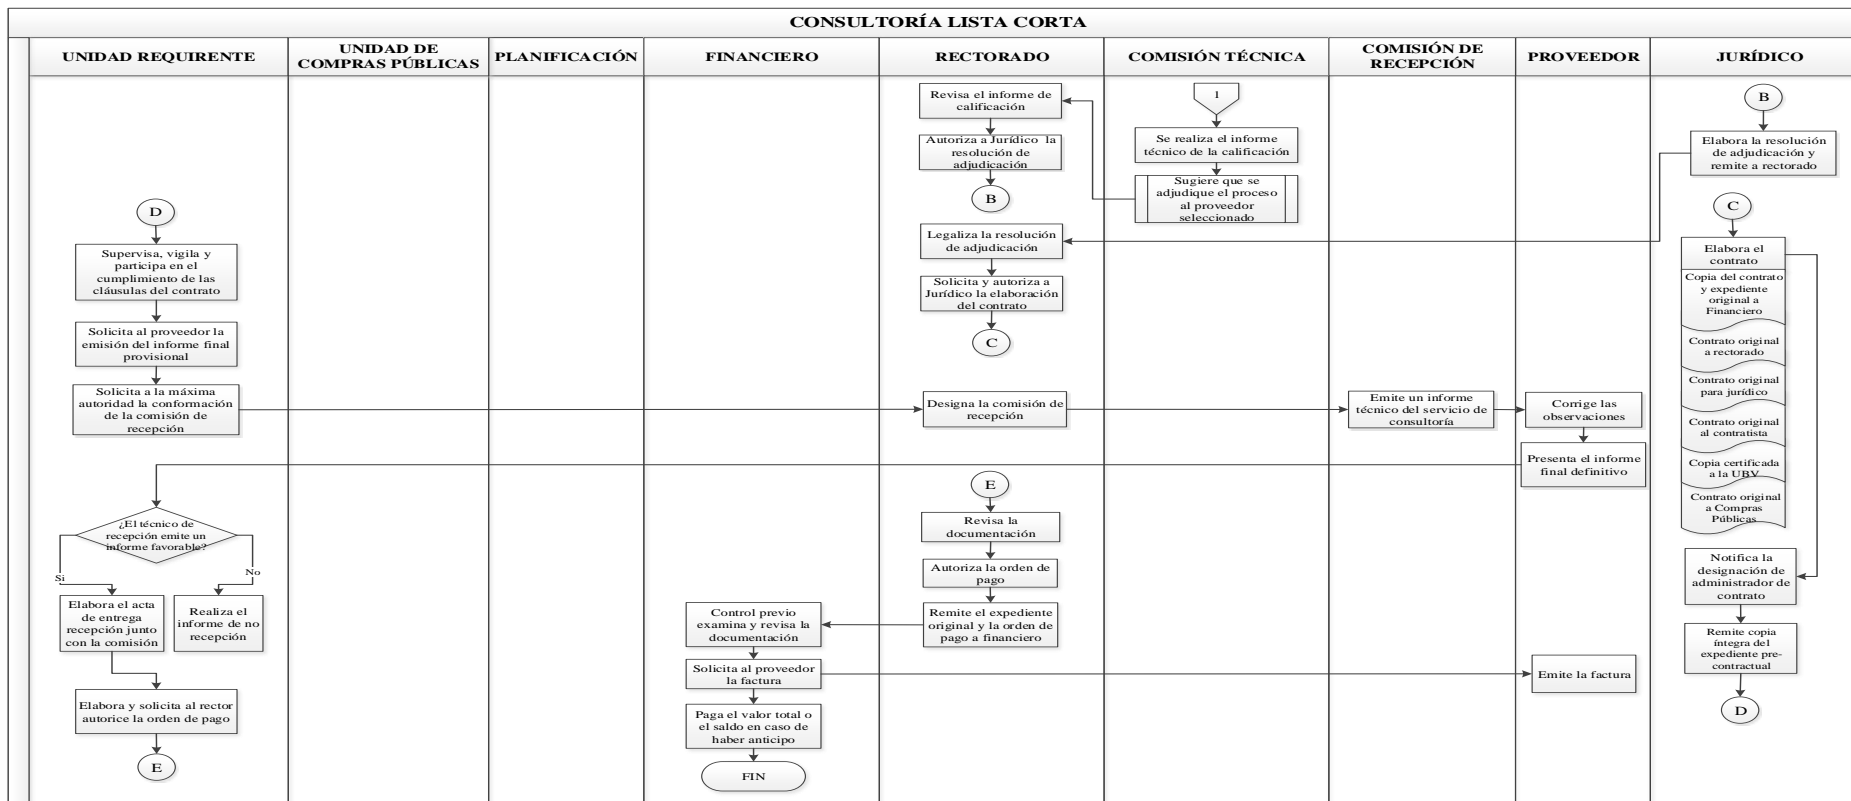 CONSULTORÍA LISTA CORTA
UNIDAD REQUIRENTE
UNIDAD DE
COMPRAS PÚBLICAS
PLANIFICACIÓN
FINANCIERO
RECTORADO
COMISIÓN TÉCNICA
COMISIÓN DE
RECEPCIÓN
PROVEEDOR
JURÍDICO
D
Supervisa, vigila y
participa en el
cumplimiento de las
cláusulas del contrato
Solicita al proveedor la
emisión del informe final
provisional
Solicita a la máxima
autoridad la conformación
de la comisión de
recepción
¿El técnico de
recepción emite un
informe favorable?
Si
No
Elabora el acta
de entrega
recepción junto
con la comisión
Realiza el
informe de no
recepción
Elabora y solicita al rector
autorice la orden de pago
E
Control previo
examina y revisa la
documentación
Solicita al proveedor
la factura
Paga el valor total o
el saldo en caso de
haber anticipo
FIN
Revisa el informe de
calificación
Autoriza a Jurídico la
resolución de
adjudicación
B
Legaliza la resolución
de adjudicación
Solicita y autoriza a
Jurídico la elaboración
del contrato
C
Designa la comisión de
recepción
E
Revisa la
documentación
Autoriza la orden de
pago
Remite el expediente
original y la orden de
pago a financiero
1
Se realiza el informe
técnico de la calificación
Sugiere que se
adjudique el proceso
al proveedor
seleccionado
Emite un informe
técnico del servicio de
consultoría
Corrige las
observaciones
Presenta el informe
final definitivo
Emite la factura
B
Elabora la resolución
de adjudicación y
remite a rectorado
C
Elabora el
contrato
Copia del contrato
y expediente
original a
Financiero
Contrato original
a rectorado
Contrato original
para jurídico
Contrato original
al contratista
Copia certificada
a la UBV
Contrato original
a Compras
Públicas
Notifica la
designación de
administrador de
contrato
Remite copia
íntegra del
expediente pre-
contractual
D